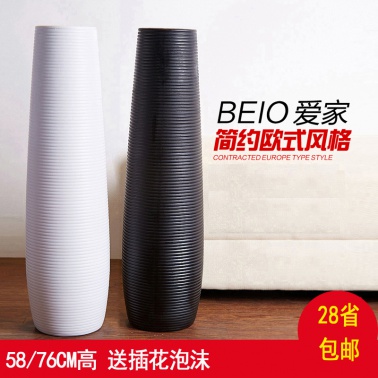 BEIO 爱家
简约欧式风格
CONTRACTED EUROPE TYPE STYLE
28省
包邮
58/76CM高 送插花泡沫